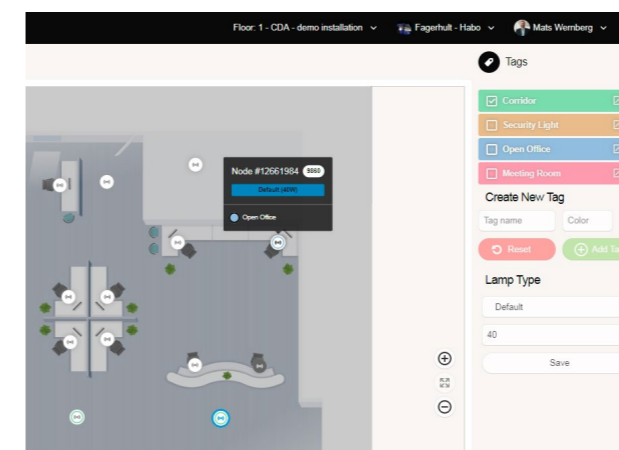 Floor: 1 - CDA - demo installation
Fagerhult - Habo
Mats Wernberg
Tags
Corridor
Security Light
Open Office
Meeting Room
Node #12661984 9060
Default (40W)
Open Office
Create New Tag
Tag name Color
Reset Add Ta
Lamp Type
Default
40
Save